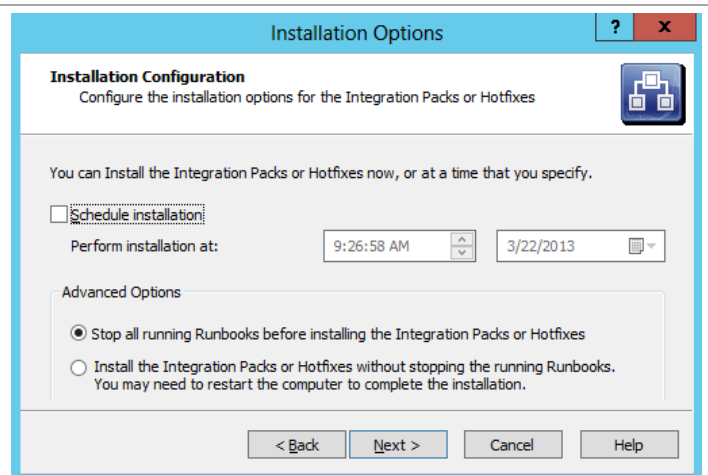 Installation Options
? x
Installation Configuration
Configure the installation options for the Integration Packs or Hotfixes
You can Install the Integration Packs or Hotfixes now, or at a time that you specify.
Schedule installation
Perform installation at: 9:26:58 AM 3/22/2013
Advanced Options
Stop all running Runbooks before installing the Integration Packs or Hotfixes
Install the Integration Packs or Hotfixes without stopping the running Runbooks.
You may need to restart the computer to complete the installation.
< Back Next > Cancel Help